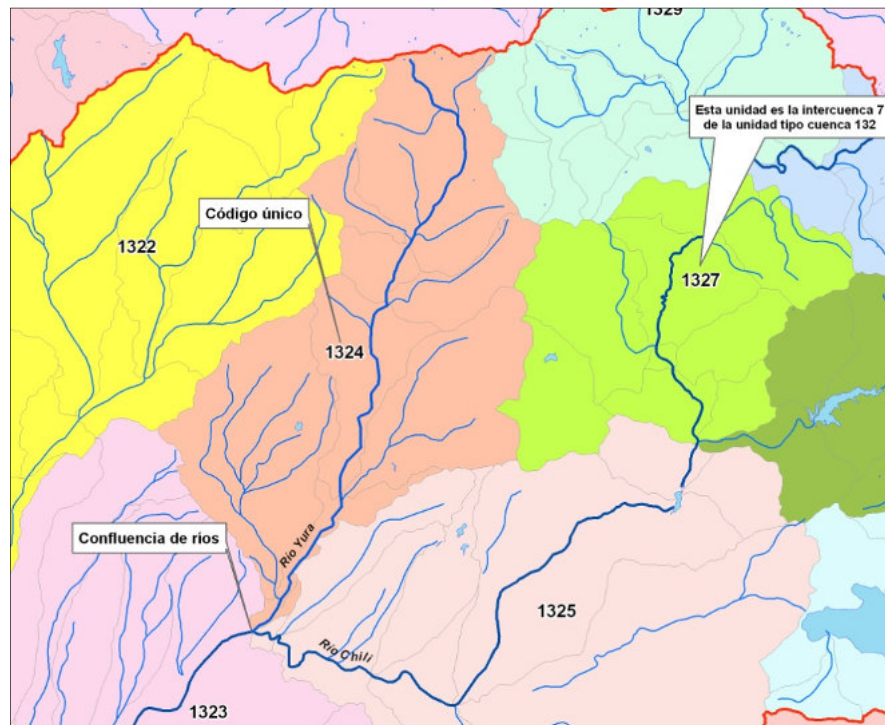 1329
Esta unidad es la intercuenca 7
de la unidad tipo cuenca 132
Código único
1322
1327
1324
Río Yura
Confluencia de ríos
1325
Río Chili
1323